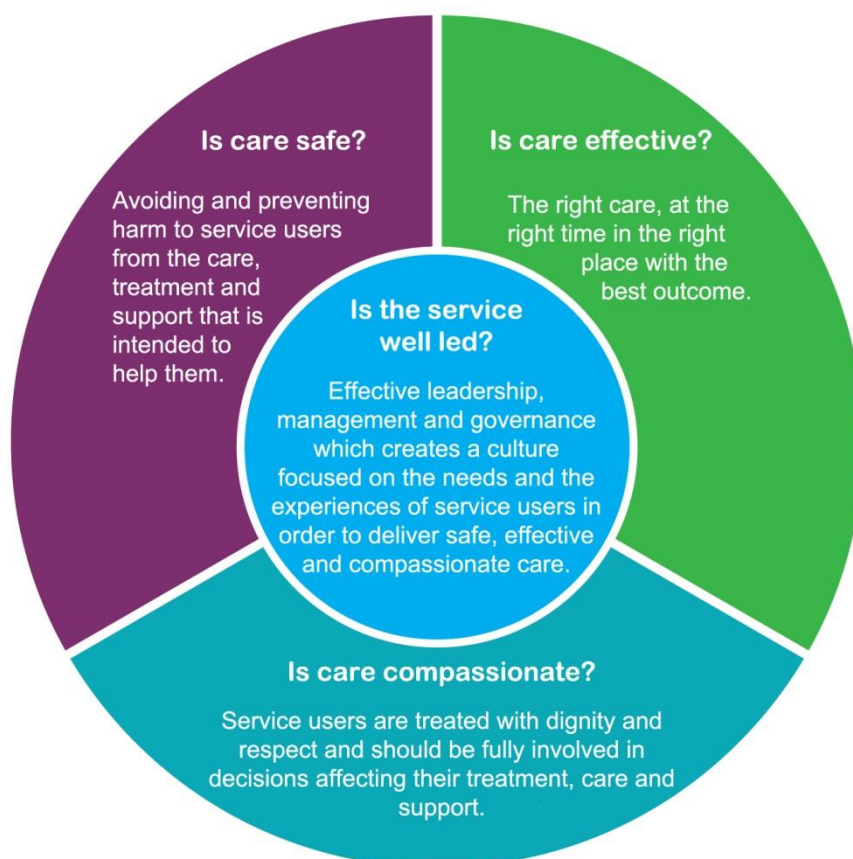 Is care safe?
Avoiding and preventing
harm to service users
from the care,
treatment and
support that is
intended to
help them.
Is care effective?
The right care, at the
right time in the right
place with the
best outcome.
Is the service
well led?
Effective leadership,
management and governance
which creates a culture
focused on the needs and the
experiences of service users in
order to deliver safe, effective
and compassionate care.
Is care compassionate?
Service users are treated with dignity and
respect and should be fully involved in
decisions affecting their treatment, care and
support.